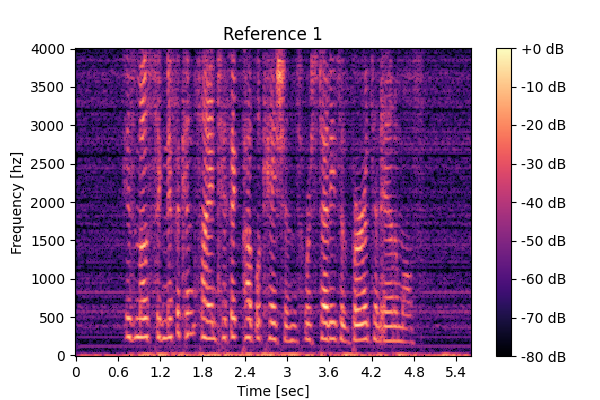 Reference 1
4000
3500
3000
2500
2000
1500
1000
500
0
Frequency [hz]
0 0.6 1.2 1.8 2.4 3 3.6 4.2 4.8 5.4
Time [sec]
+0 dB
-10 dB
-20 dB
-30 dB
-40 dB
-50 dB
-60 dB
-70 dB
-80 dB